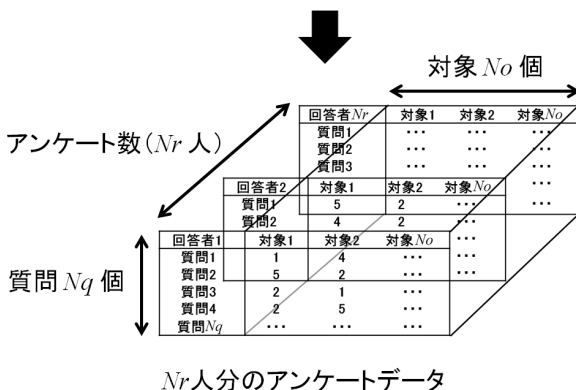 対象 No 個
アンケート数(Nr 人)
回答者Nr 対象1 対象2 対象No
質問1 … … …
質問2 … … …
質問3 … … …
…
…
回答者2 対象1 対象2 対象No
質問1 5 2 …
質問2 4 2 …
…
…
…
質問 Nq 個
回答者1 対象1 対象2 対象No
質問1 1 4 …
質問2 5 2 …
質問3 2 1 …
質問4 2 5 …
質問Nq … … …
Nr人分のアンケートデータ